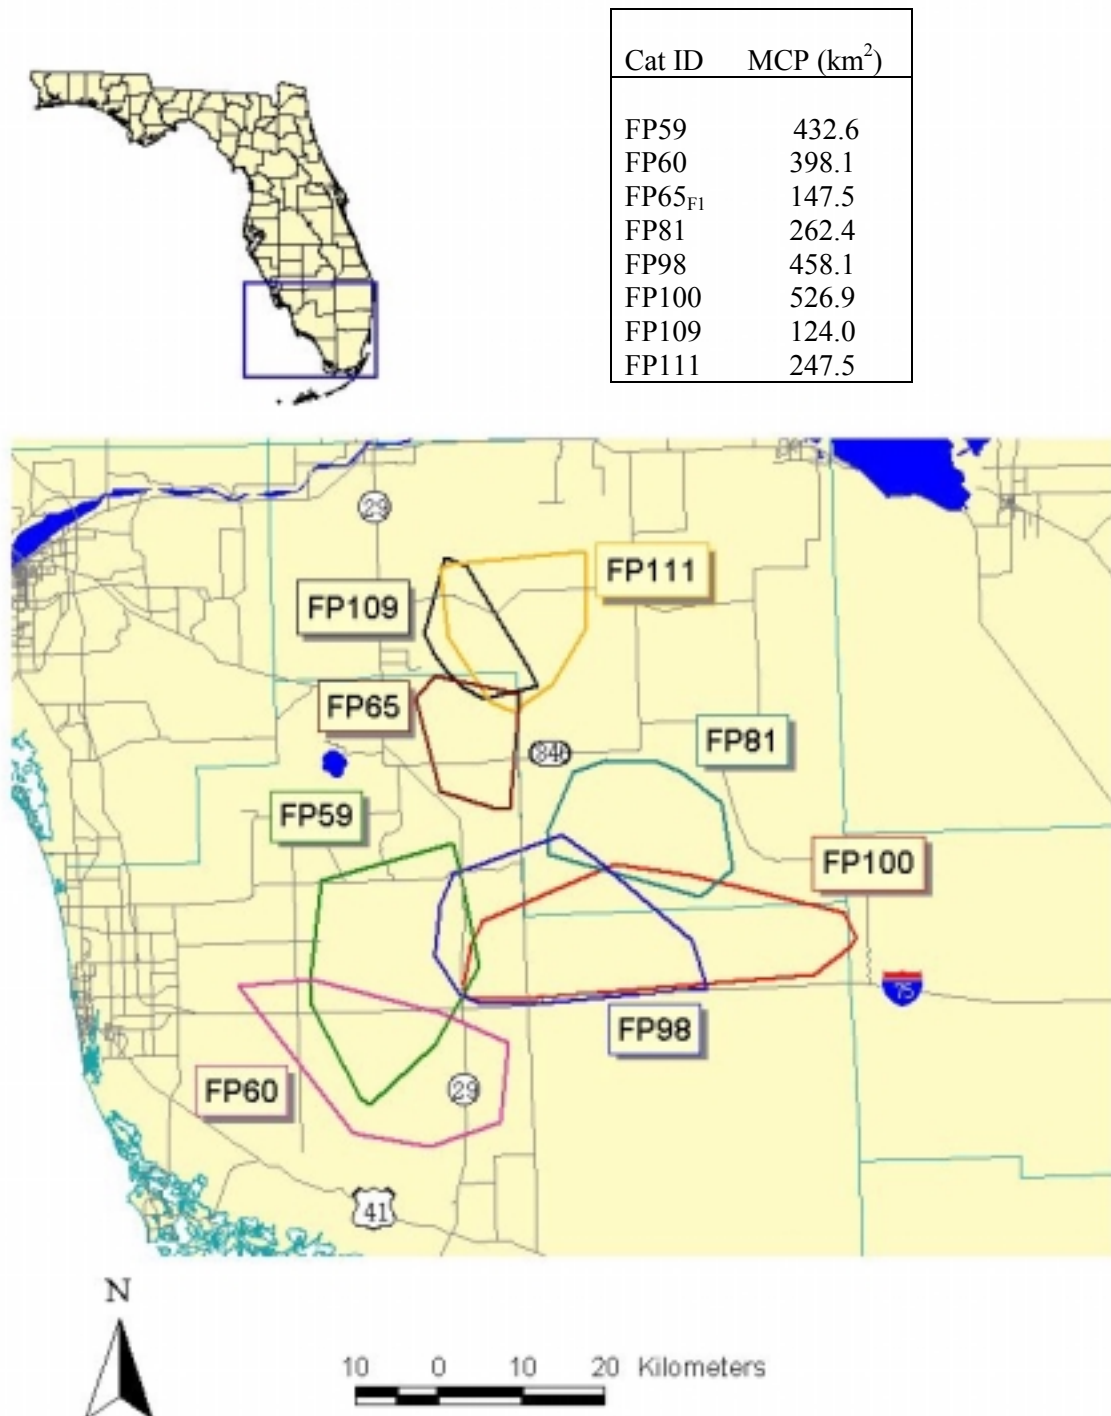 Cat ID MCP (km²)
FP59 432.6
FP60 398.1
FP65F1 147.5
FP81 262.4
FP98 458.1
FP100 526.9
FP109 124.0
FP111 247.5
29
FP111
FP109
FP65
FP81
846
FP59
FP100
75
FP98
FP60
29
41
N
10 0 10 20 Kilometers